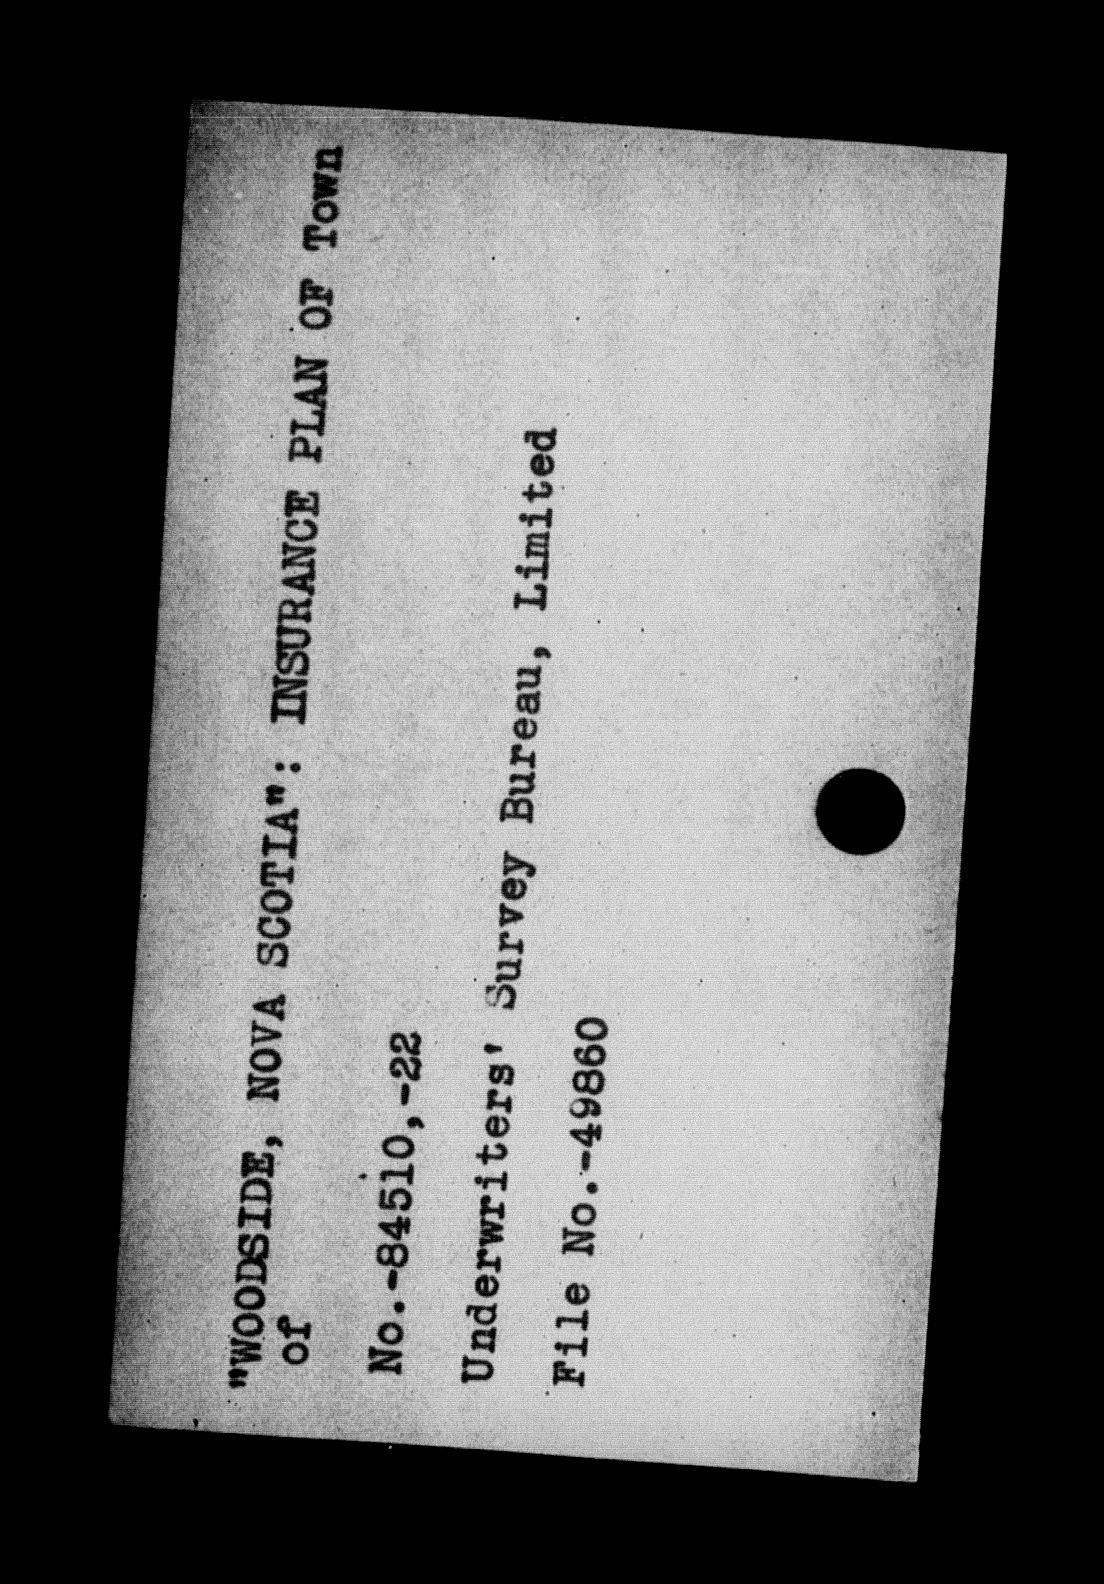 "WOODSIDE, NOVA SCOTIA": INSURANCE PLAN OF Town
of
No.-84510,-22
Underwriters' Survey Bureau, Limited
File No.-49860